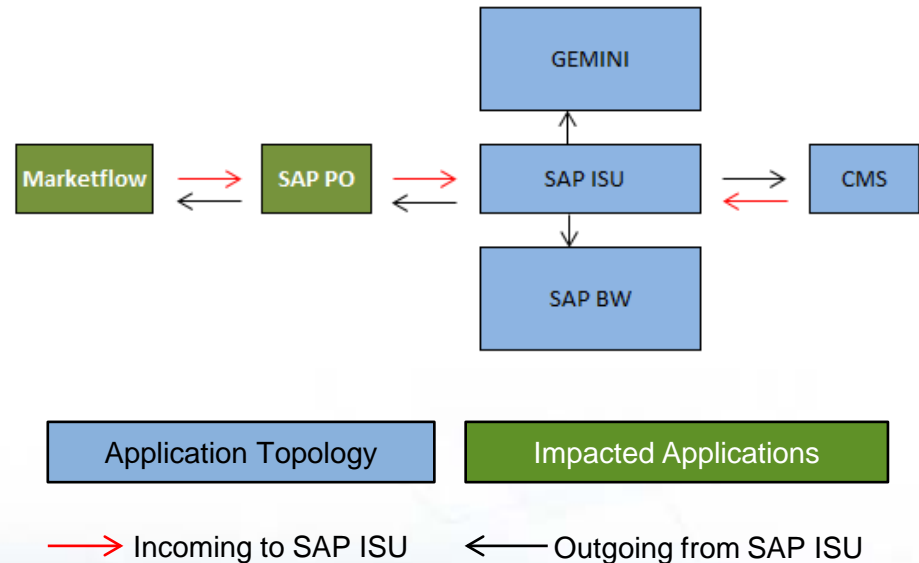 GEMINI
Marketflow
SAP PO
SAP ISU
CMS
SAP BW
Application Topology
Impacted Applications
Incoming to SAP ISU
Outgoing from SAP ISU